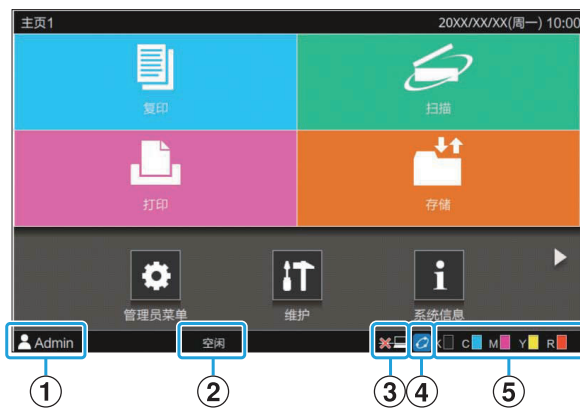 主页1 20XX/XX/XX(周一) 10:00
复印 扫描
打印 存储
管理员菜单 维护 系统信息
Admin 空闲 K C M Y R
① ② ③ ④ ⑤